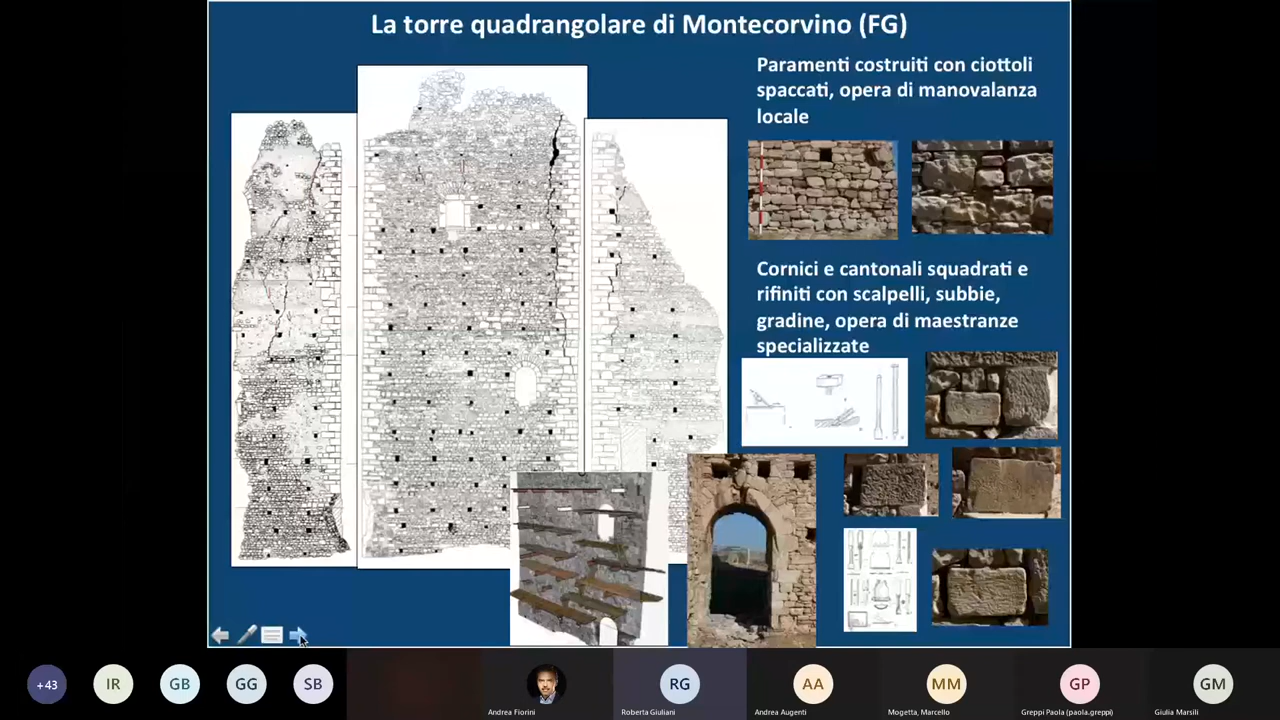 La torre quadrangolare di Montecorvino (FG)
Paramenti costruiti con ciottoli
spaccati, opera di manovalanza
locale
Cornici e cantonali squadrati e
rifiniti con scalpelli, subbie,
gradine, opera di maestranze
specializzate
+43
IR
GB
GG
SB
RG
AA
MM
GP
GM
Andrea Fiorini
Roberta Giuliani
Andrea Augenti
Mogetta, Marcello
Greppi Paola (paola.greppi)
Giulia Marsili